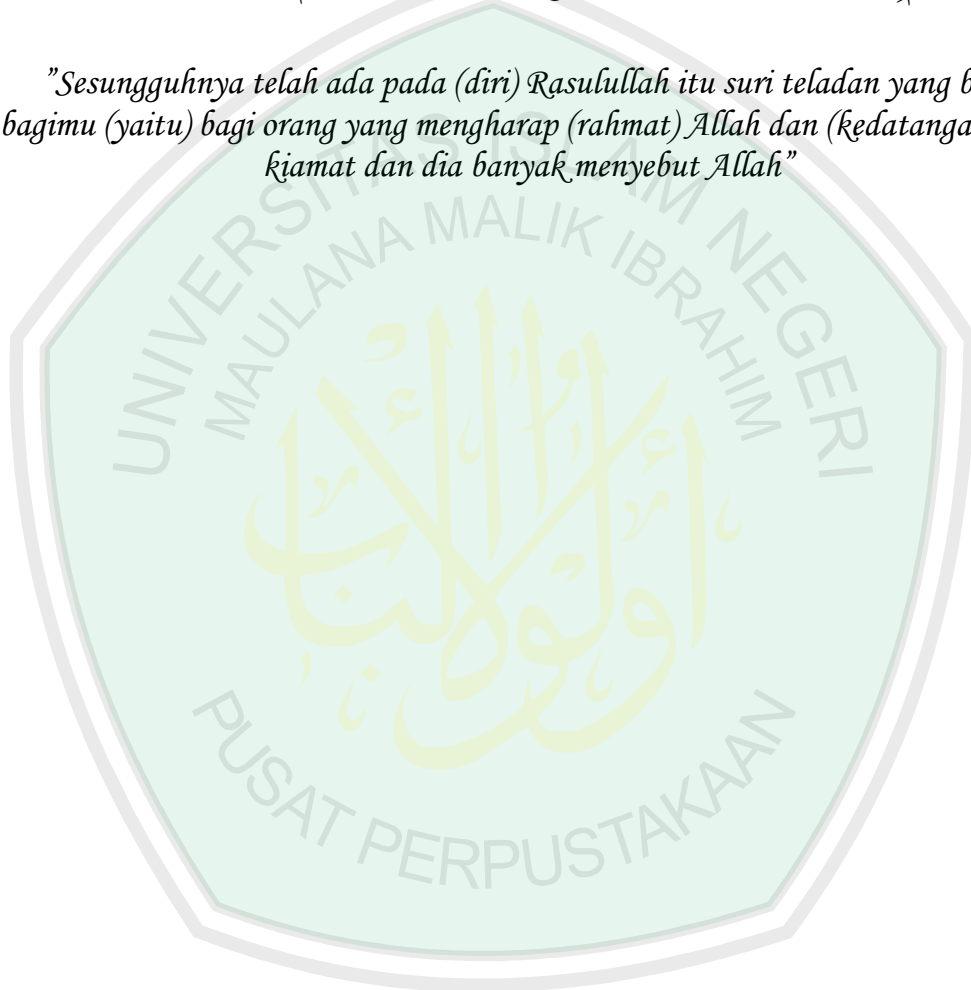 ”Sesungguhnya telah ada pada (diri) Rasulullah itu suri teladan yang
bagimu (yaitu) bagi orang yang mengharap (rahmat) Allah dan
kiamat dan dia banyak menyebut Allah”
UNIVERSITAS ISLAM NEGERI
MAULANA MALIK IBRAHIM
PUSAT PERPUSTAKAAN